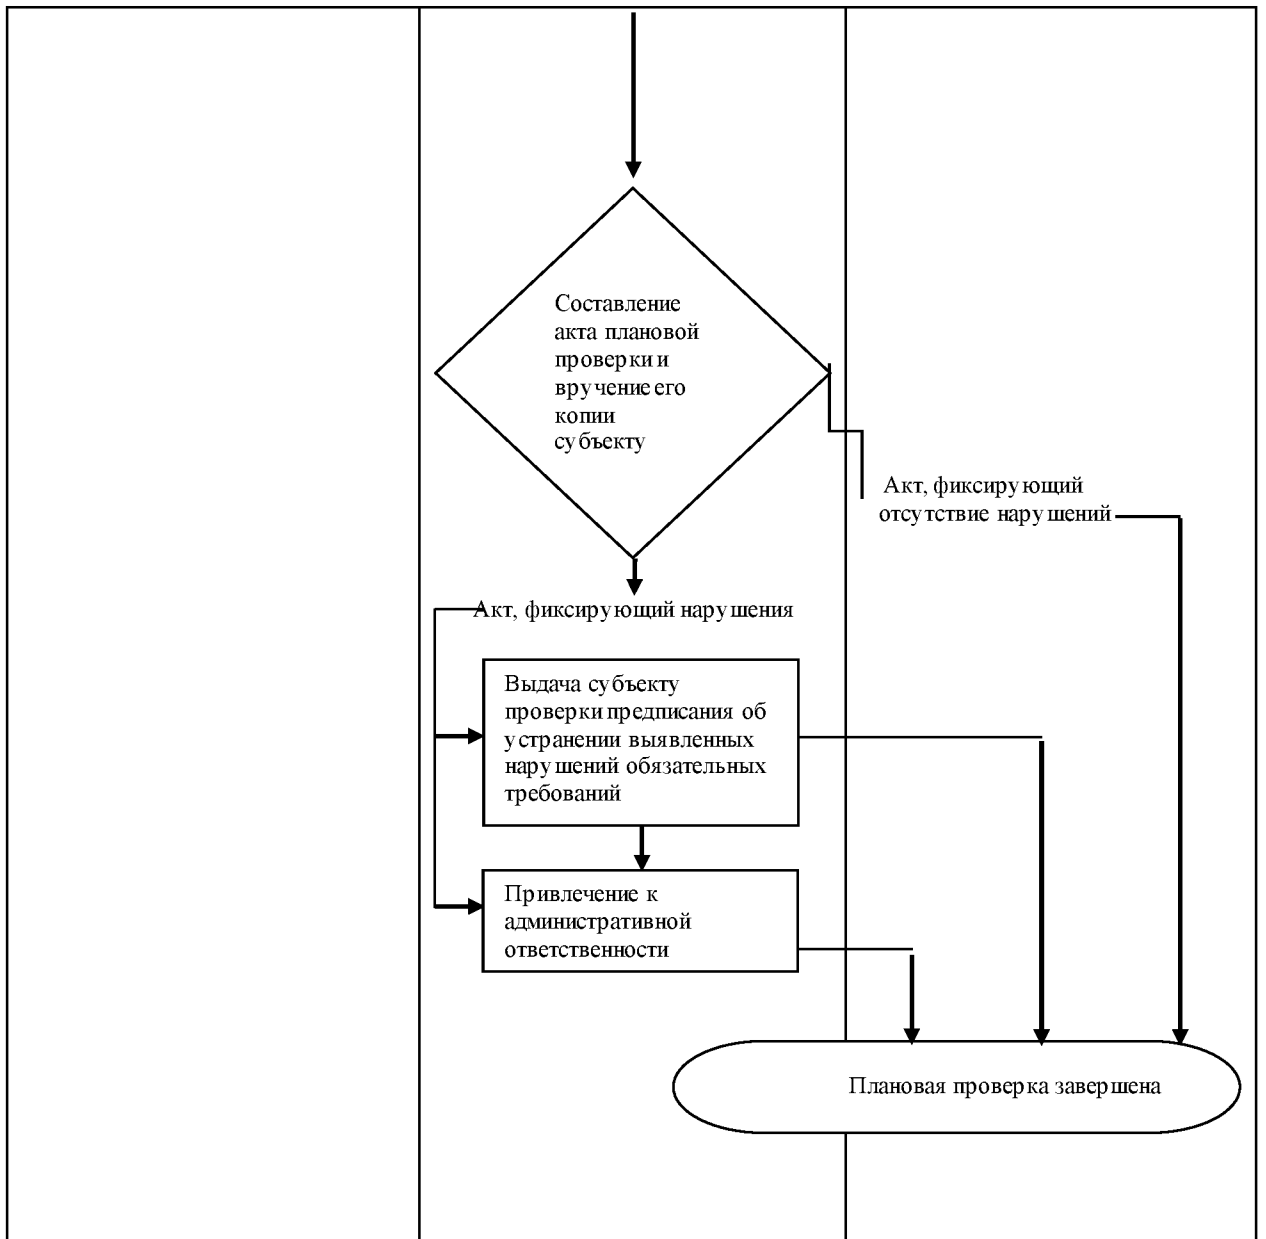 Составление
акта плановой
проверки и
вручение его
копии
субъекту
Акт, фиксирующий
отсутствие нарушений
Акт, фиксирующий нарушения
Выдача субъекту
проверки предписания об
устранении выявленных
нарушений обязательных
требований
Привлечение к
административной
ответственности
Плановая проверка завершена